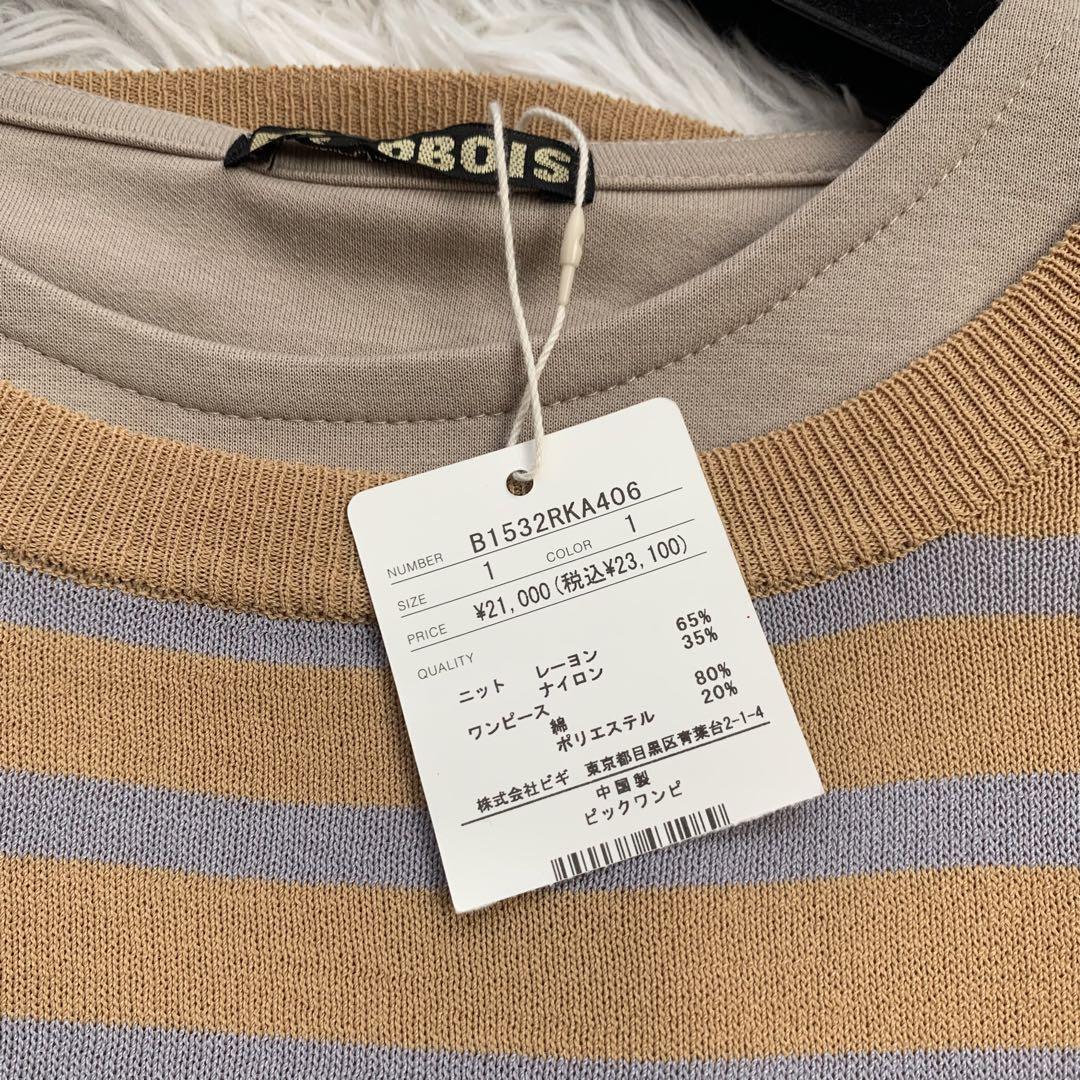 OBOIS
NUMBER B1532RKA406
SIZE 1 COLOR 1
PRICE ¥21,000(税込¥23,100)
QUALITY
ニット レーヨン 65%
ナイロン 35%
ワンピース 綿 80%
ポリエステル 20%
株式会社ビギ 東京都目黒区青葉台2-1-4
中国製
ビックワンピ